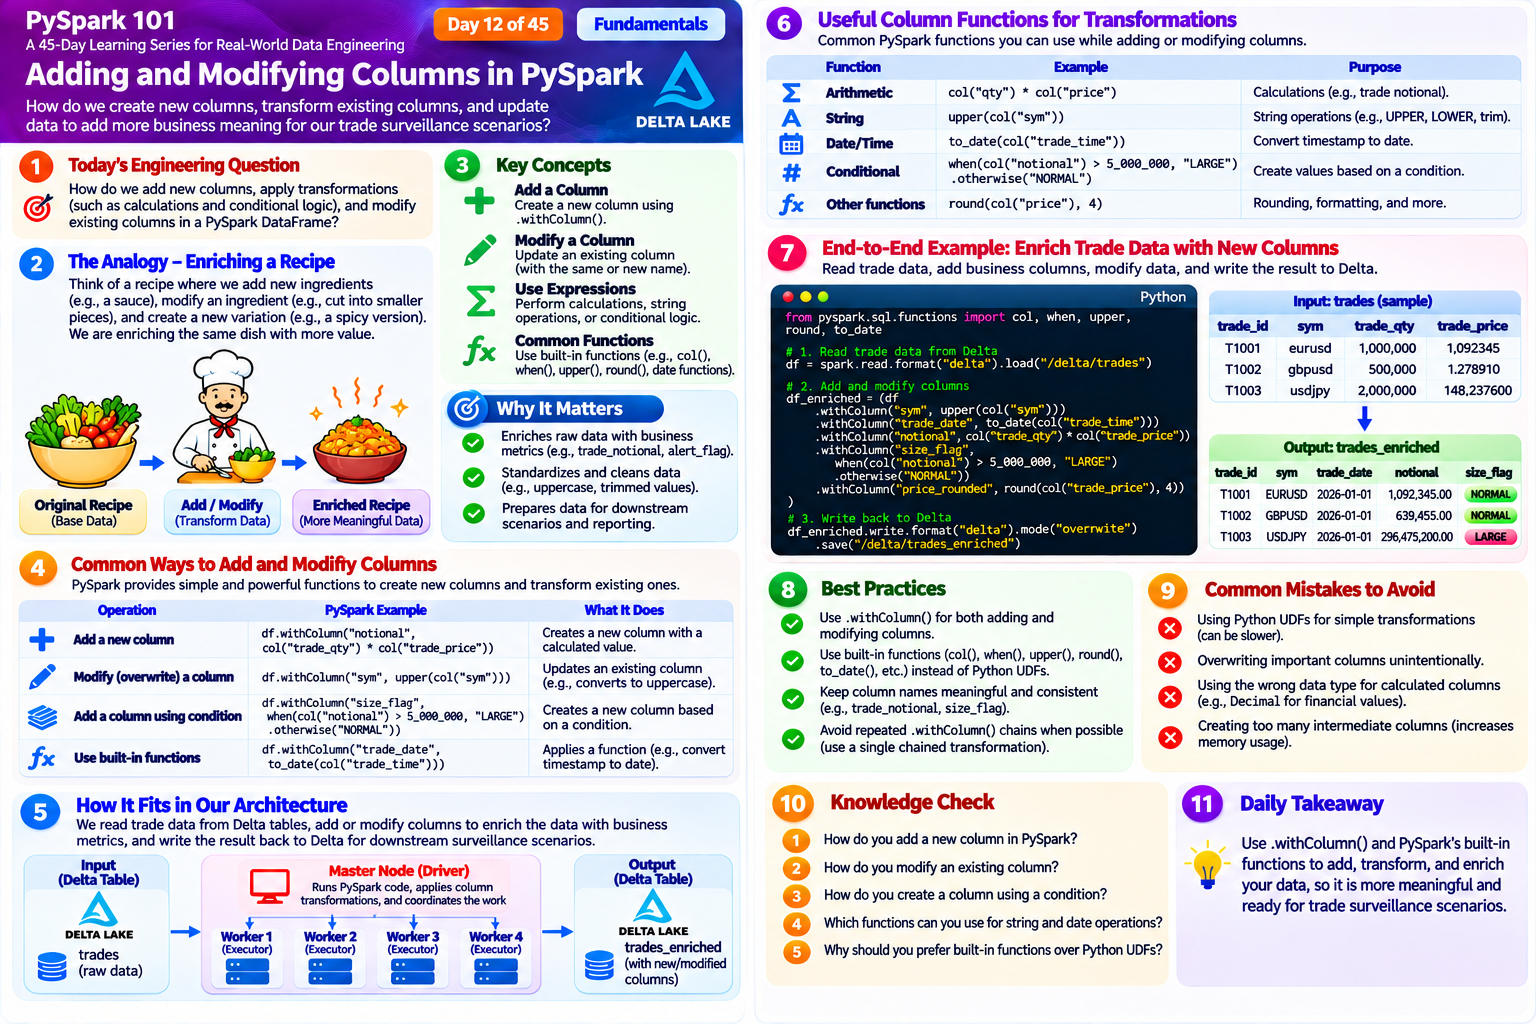 PySpark 101
A 45-Day Learning Series for Real-World Data Engineering
Day 12 of 45
Fundamentals
Adding and Modifying Columns in PySpark
How do we create new columns, transform existing columns, and update
data to add more business meaning for our trade surveillance scenarios?
DELTA LAKE
1
Today's Engineering Question
How do we add new columns, apply transformations
(such as calculations and conditional logic), and modify
existing columns in a PySpark DataFrame?
2
The Analogy – Enriching a Recipe
Think of a recipe where we add new ingredients
(e.g., a sauce), modify an ingredient (e.g., cut into smaller
pieces), and create a new variation (e.g., a spicy version).
We are enriching the same dish with more value.
Original Recipe
(Base Data)
Add / Modify
(Transform Data)
Enriched Recipe
(More Meaningful Data)
3
Key Concepts
Add a Column
Create a new column using
.withColumn().
Modify a Column
Update an existing column
(with the same or new name).
Use Expressions
Perform calculations, string
operations, or conditional logic.
fx
Common Functions
Use built-in functions (e.g., col(),
when(), upper(), round(), date functions).
Why It Matters
Enriches raw data with business
metrics (e.g., trade_notional, alert_flag).
Standardizes and cleans data
(e.g., uppercase, trimmed values).
Prepares data for downstream
scenarios and reporting.
4
Common Ways to Add and Modifiy Columns
PySpark provides simple and powerful functions to create new columns and transform existing ones.
Operation PySpark Example What It Does
Add a new column
df.withColumn("notional",
col("trade_qty") * col("trade_price"))
Creates a new column with a
calculated value.
Modify (overwrite) a column
df.withColumn("sym", upper(col("sym")))
Updates an existing column
(e.g., converts to uppercase).
Add a column using condition
df.withColumn("size_flag",
when(col("notional") > 5_000_000, "LARGE")
.otherwise("NORMAL"))
Creates a new column based
on a condition.
fx
Use built-in functions
df.withColumn("trade_date",
to_date(col("trade_time")))
Applies a function (e.g., convert
timestamp to date).
5
How It Fits in Our Architecture
We read trade data from Delta tables, add or modify columns to enrich the data with business
metrics, and write the result back to Delta for downstream surveillance scenarios.
Input
(Delta Table)
DELTA LAKE
trades
(raw data)
Master Node (Driver)
Runs PySpark code, applies column
transformations, and coordinates the work
Worker 1
(Executor)
Worker 2
(Executor)
Worker 3
(Executor)
Worker 4
(Executor)
Output
(Delta Table)
DELTA LAKE
trades_enriched
(with new/modified
columns)
6
Useful Column Functions for Transformations
Common PySpark functions you can use while adding or modifying columns.
Function Example Purpose
Σ Arithmetic col("qty") * col("price") Calculations (e.g., trade notional).
A String upper(col("sym")) String operations (e.g., UPPER, LOWER, trim).
Date/Time to_date(col("trade_time")) Convert timestamp to date.
# Conditional
when(col("notional") > 5_000_000, "LARGE")
.otherwise("NORMAL")
Create values based on a condition.
fx Other functions round(col("price"), 4) Rounding, formatting, and more.
7
End-to-End Example: Enrich Trade Data with New Columns
Read trade data, add business columns, modify data, and write the result to Delta.
Python
from pyspark.sql.functions import col, when, upper,
round, to_date
# 1. Read trade data from Delta
df = spark.read.format("delta").load("/delta/trades")
# 2. Add and modify columns
df_enriched = (df
.withColumn("sym", upper(col("sym")))
.withColumn("trade_date", to_date(col("trade_time")))
.withColumn("notional", col("trade_qty") * col("trade_price"))
.withColumn("size_flag",
when(col("notional") > 5_000_000, "LARGE")
.otherwise("NORMAL"))
.withColumn("price_rounded", round(col("trade_price"), 4))
)
# 3. Write back to Delta
df_enriched.write.format("delta").mode("overrwite")
.save("/delta/trades_enriched")
Input: trades (sample)
trade_id sym trade_qty trade_price
T1001 eurusd 1,000,000 1,092345
T1002 gbpusd 500,000 1.278910
T1003 usdjpy 2,000,000 148,237600
Output: trades_enriched
trade_id sym trade_date notional size_flag
T1001 EURUSD 2026-01-01 1,092,345.00 NORMAL
T1002 GBPUSD 2026-01-01 639,455.00 NORMAL
T1003 USDJPY 2026-01-01 296,475,200.00 LARGE
8
Best Practices
Use .withColumn() for both adding and
modifying columns.
Use built-in functions (col(), when(), upper(), round(),
to_date(), etc.) instead of Python UDFs.
Keep column names meaningful and consistent
(e.g., trade_notional, size_flag).
Avoid repeated .withColumn() chains when possible
(use a single chained transformation).
9
Common Mistakes to Avoid
Using Python UDFs for simple transformations
(can be slower).
Overwriting important columns unintentionally.
Using the wrong data type for calculated columns
(e.g., Decimal for financial values).
Creating too many intermediate columns (increases
memory usage).
10
Knowledge Check
1 How do you add a new column in PySpark?
2 How do you modify an existing column?
3 How do you create a column using a condition?
4 Which functions can you use for string and date operations?
5 Why should you prefer built-in functions over Python UDFs?
11
Daily Takeaway
Use .withColumn() and PySpark's built-in
functions to add, transform, and enrich
your data, so it is more meaningful and
ready for trade surveillance scenarios.